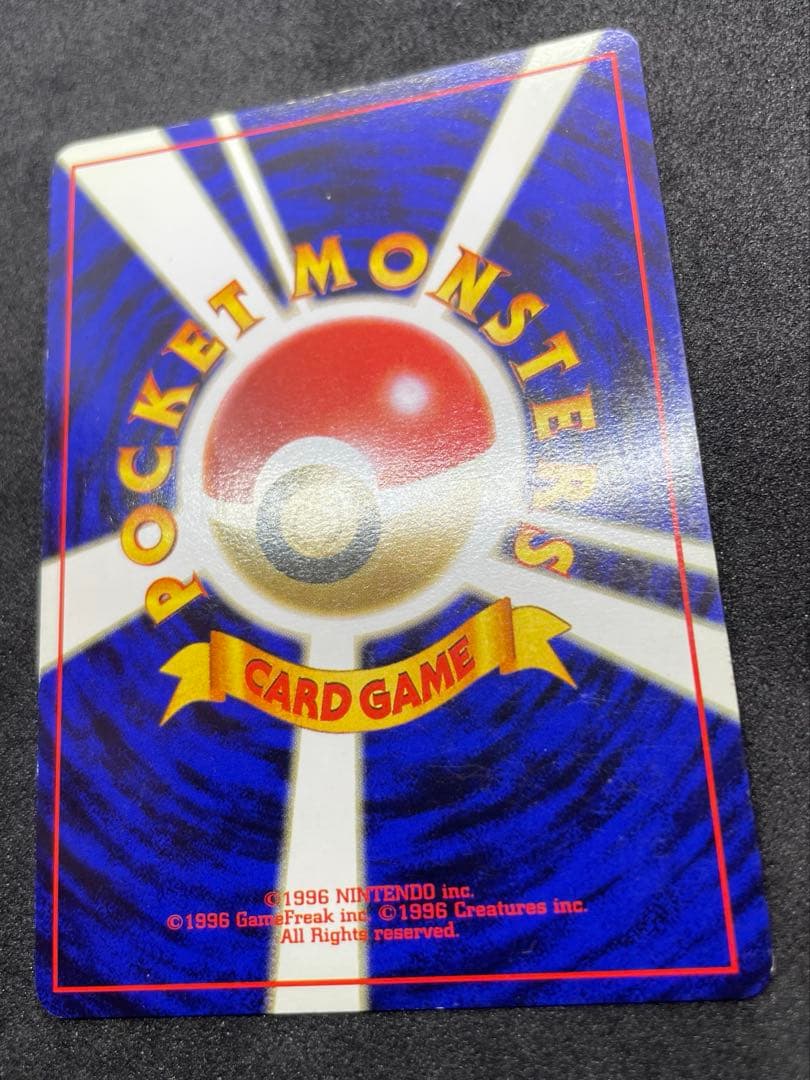 POCKET MONSTERS
CARD GAME
©1996 NINTENDO inc.
©1996 GameFreak inc. ©1996 Creatures inc.
All Rights reserved.